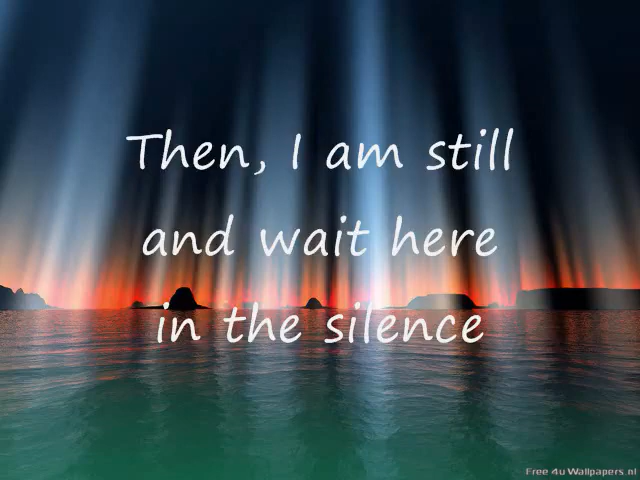 Then, I am still
and wait here
in the silence
Free 4u Wallpapers.nl